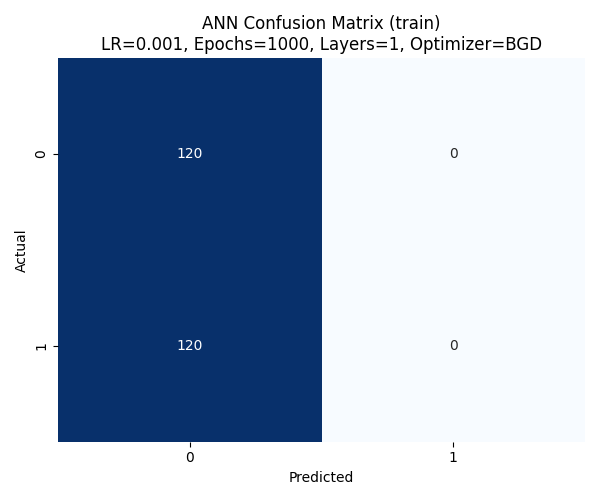 ANN Confusion Matrix (train)
LR=0.001, Epochs=1000, Layers=1, Optimizer=BGD
Actual
0
120
0
1
120
0
0
1
Predicted